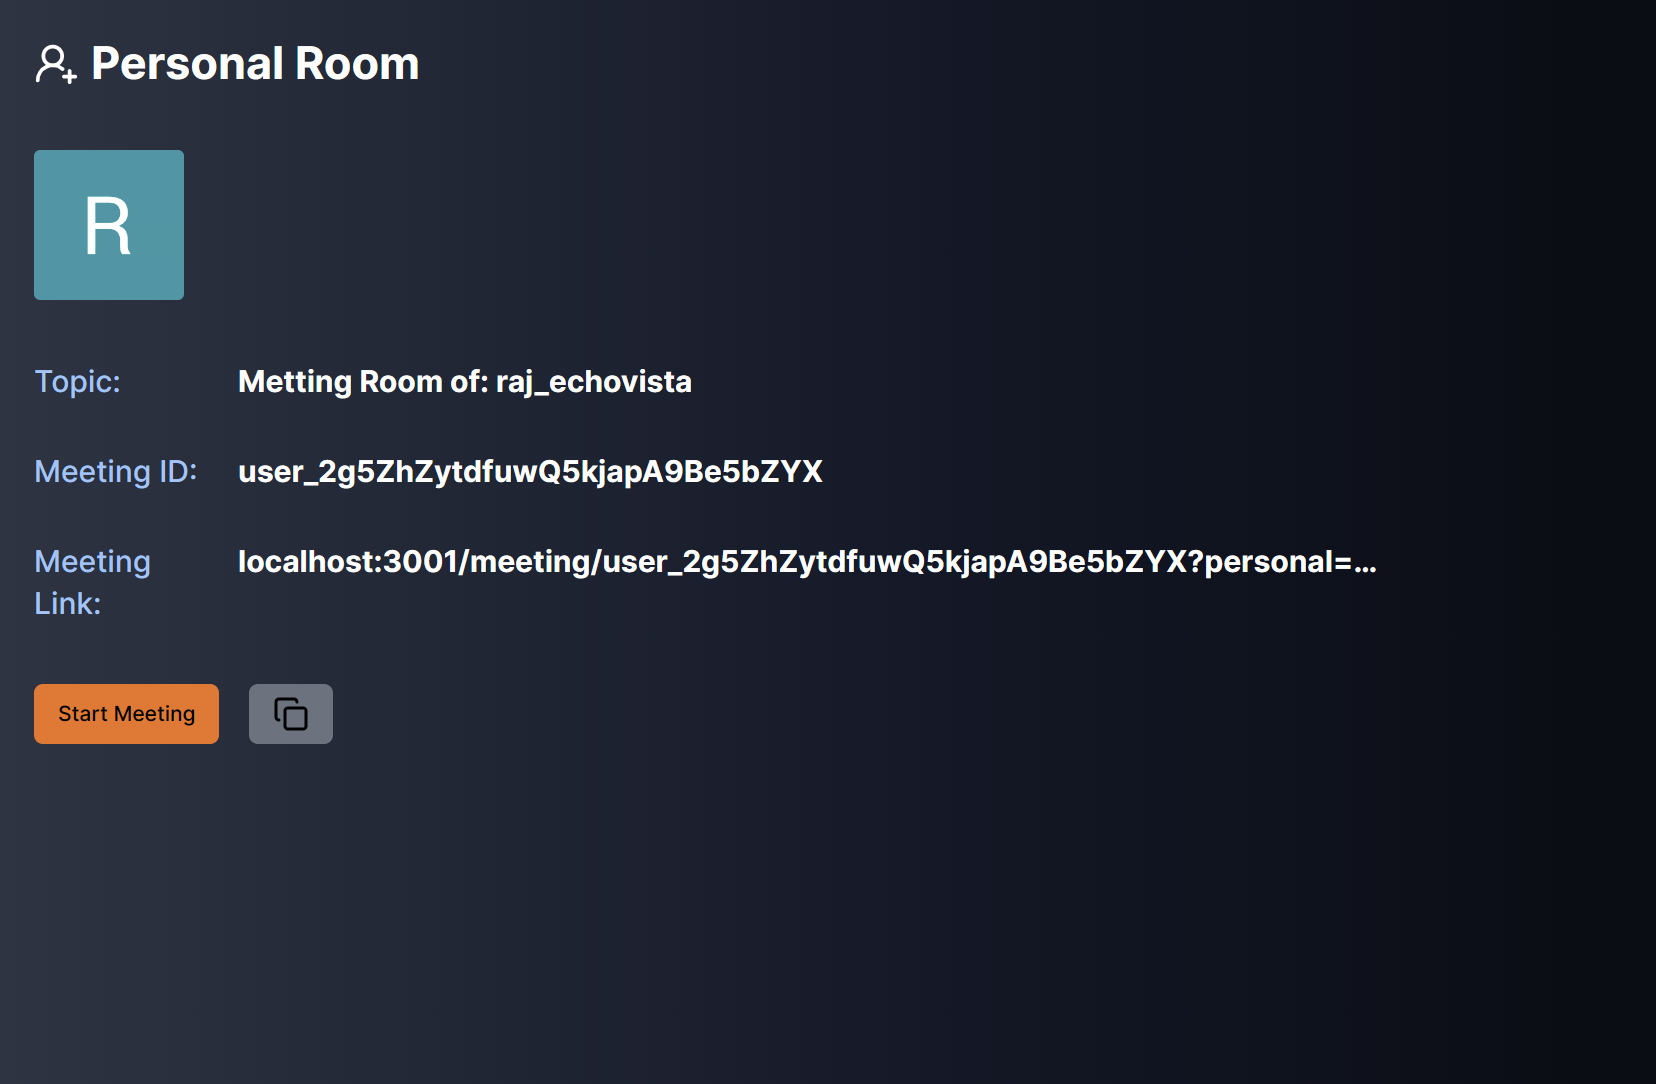 Personal Room
R
Topic: Metting Room of: raj_echovista
Meeting ID: user_2g5ZhZytdfuwQ5kjapA9Be5bZYX
Meeting Link: localhost:3001/meeting/user_2g5ZhZytdfuwQ5kjapA9Be5bZYX?personal=...
Start Meeting